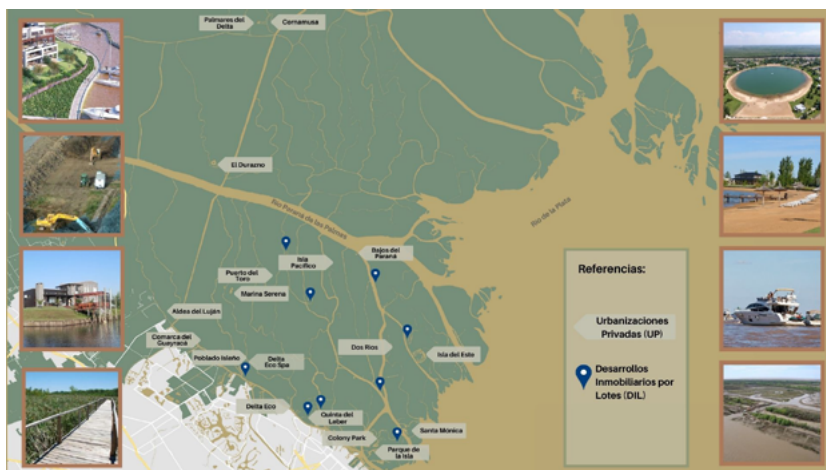 Palmares del
Delta
Cornamusa
El Durazno
Río Paraná de las Palmas
Río de la Plata
Isla
Pacífico
Bajos del
Paraná
Puerto del
Toro
Marina Serena
Aldea del Luján
Comarca del
Guayracá
Poblado Isleño
Delta
Eco Spa
Dos Ríos
Isla del Este
Delta Eco
Quinta del
Leber
Colony Park
Santa Monica
Parque de
la Isla
Referencias:
Urbanizaciones
Privadas (UP)
Desarrollos
Inmobiliarios por
Lotes (DIL)